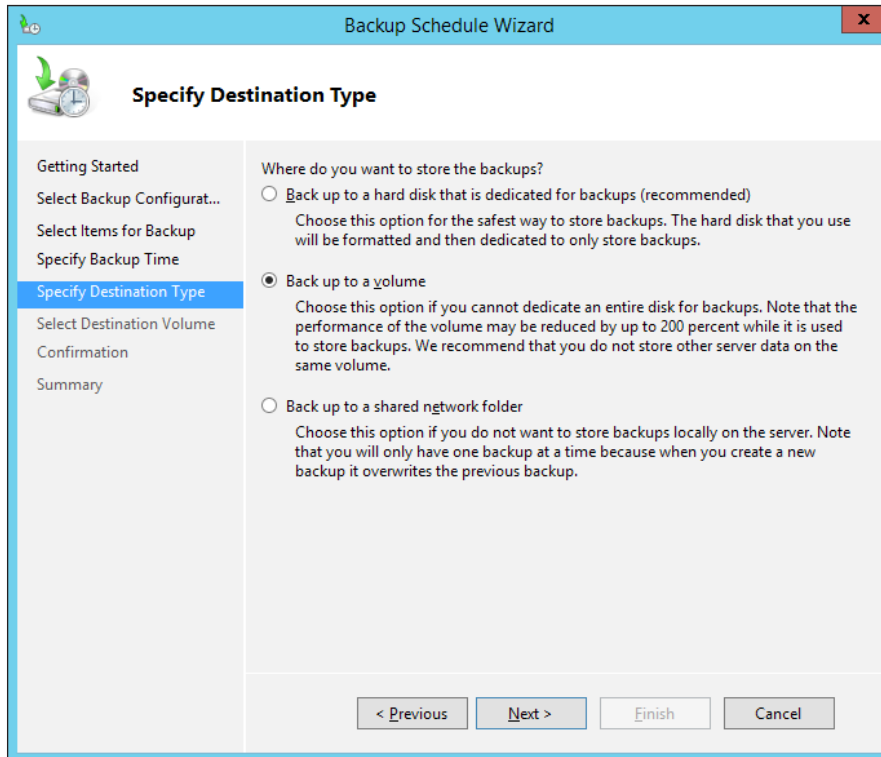 Backup Schedule Wizard
x
Specify Destination Type
Getting Started
Select Backup Configurat...
Select Items for Backup
Specify Backup Time
Specify Destination Type
Select Destination Volume
Confirmation
Summary
Where do you want to store the backups?
Back up to a hard disk that is dedicated for backups (recommended)
Choose this option for the safest way to store backups. The hard disk that you use
will be formatted and then dedicated to only store backups.
Back up to a volume
Choose this option if you cannot dedicate an entire disk for backups. Note that the
performance of the volume may be reduced by up to 200 percent while it is used
to store backups. We recommend that you do not store other server data on the
same volume.
Back up to a shared network folder
Choose this option if you do not want to store backups locally on the server. Note
that you will only have one backup at a time because when you create a new
backup it overwrites the previous backup.
< Previous
Next >
Finish
Cancel